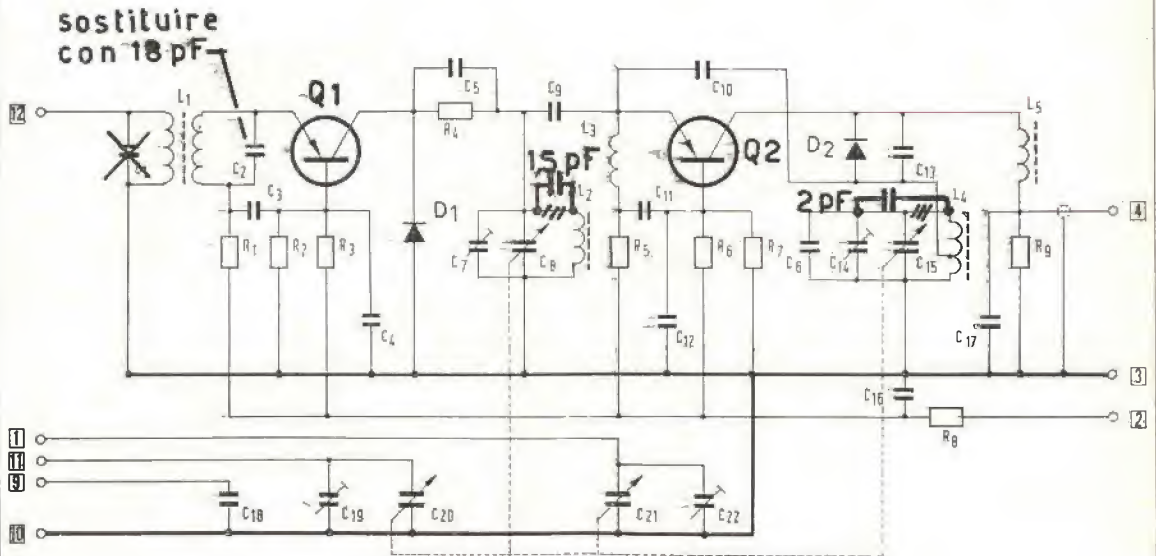 sostituire
con 18 pF
12
L1
C2
Q1
C3
R1
R2
R3
C4
D1
C5
R4
C9
C7
C8
15 pF
L2
L3
C10
Q2
C11
R5
C12
R6
R7
D2
C13
2 pF
C6
C14
C15
L4
L5
4
R9
C17
3
C16
2
R8
1
11
9
10
C18
C19
C20
C21
C22